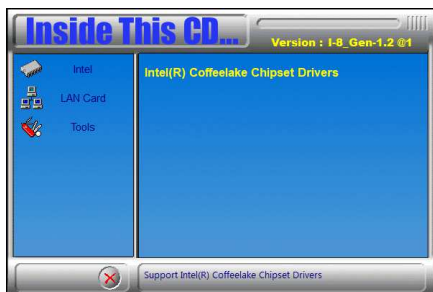 Inside This CD...
Version : I-8_Gen-1.2 @1
Intel
LAN Card
Tools
Intel(R) Coffeelake Chipset Drivers
Support Intel(R) Coffeelake Chipset Drivers